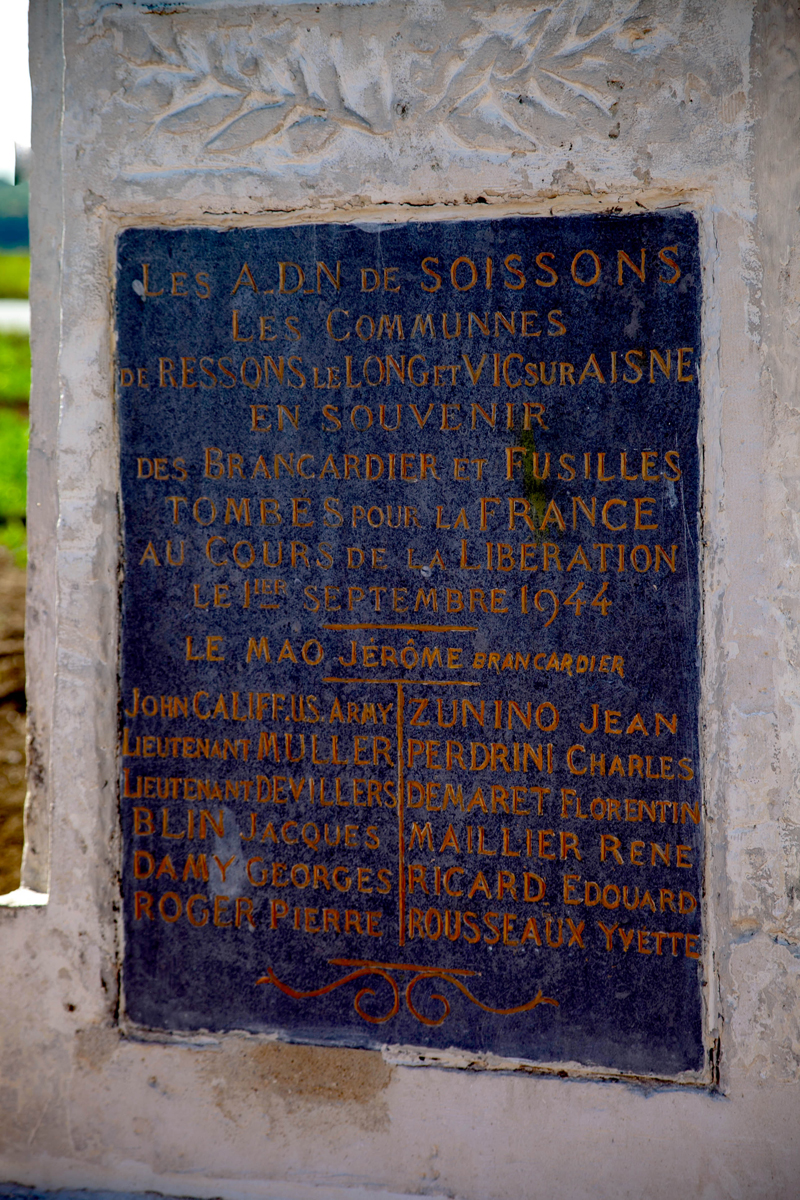 LES A.D.N DE SOISSONS
LES COMMUNNES
DE RESSONS LE LONG ET VIC SUR AISNE
EN SOUVENIR
DES BRANCARDIER ET FUSILLÉS
TOMBES POUR LA FRANCE
AU COURS DE LA LIBÉRATION
LE 1IER SEPTEMBRE 1944
LE MAO JÉRÔME BRANCARDIER
JOHN CALIFF.U.S. ARMY
LIEUTENANT MULLER
LIEUTENANT DEVILLERS
BLIN JACQUES
DAMY GEORGES
ROGER PIERRE
ZUNINO JEAN
PERDRINI CHARLES
DEMARET FLORENTIN
MAILLIER RENE
RICARD EDOUARD
ROUSSEAUX YVETTE